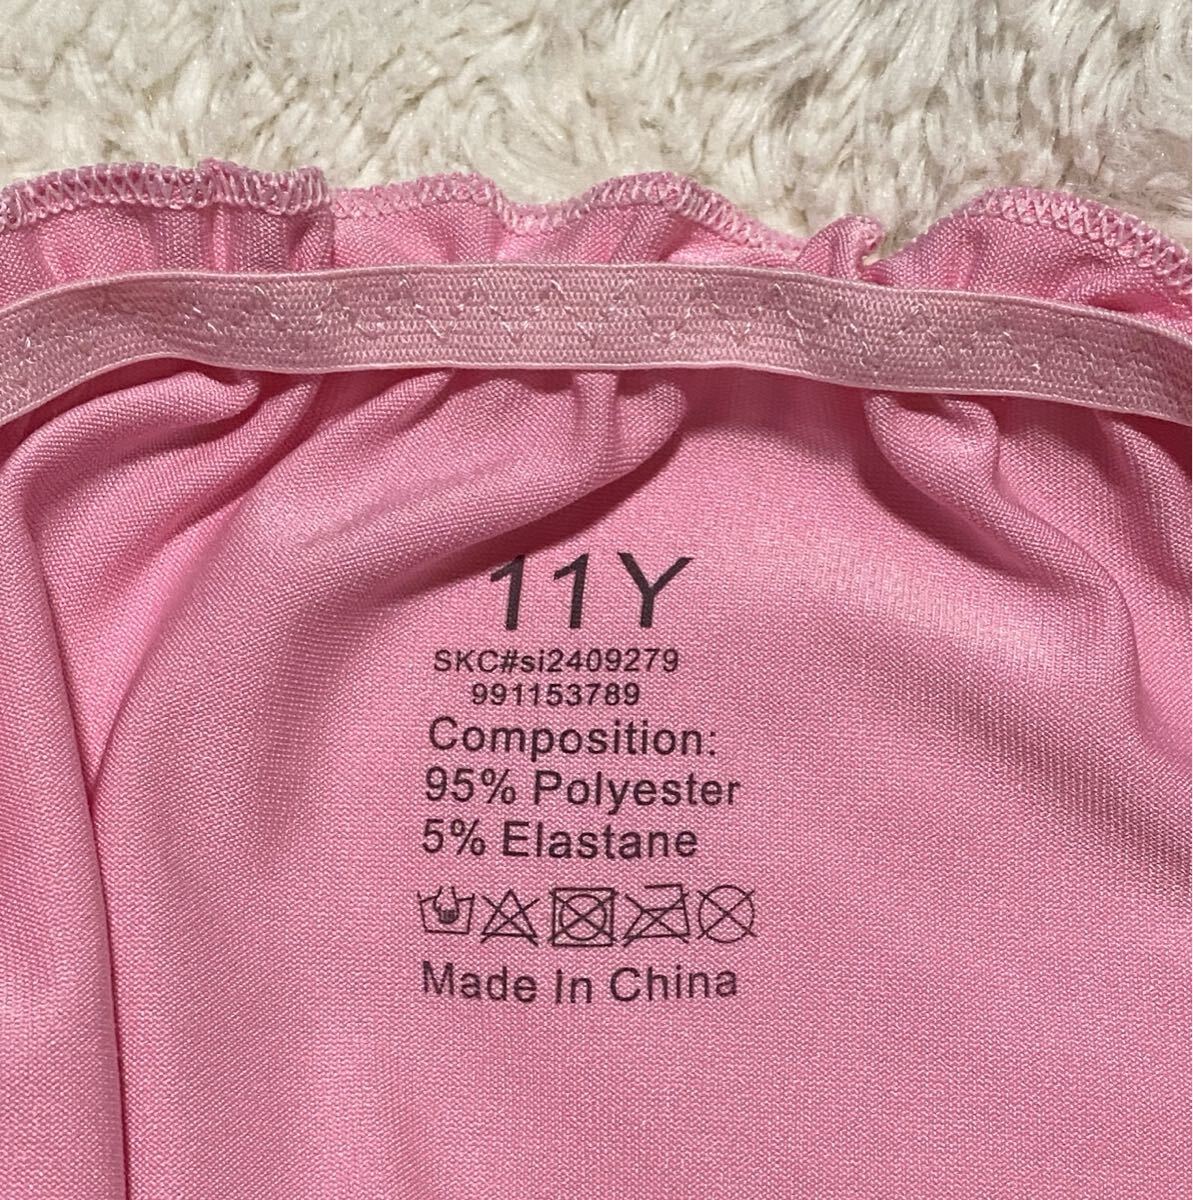 11Y
SKC#si2409279
991153789
Composition:
95% Polyester
5% Elastane
Made In China